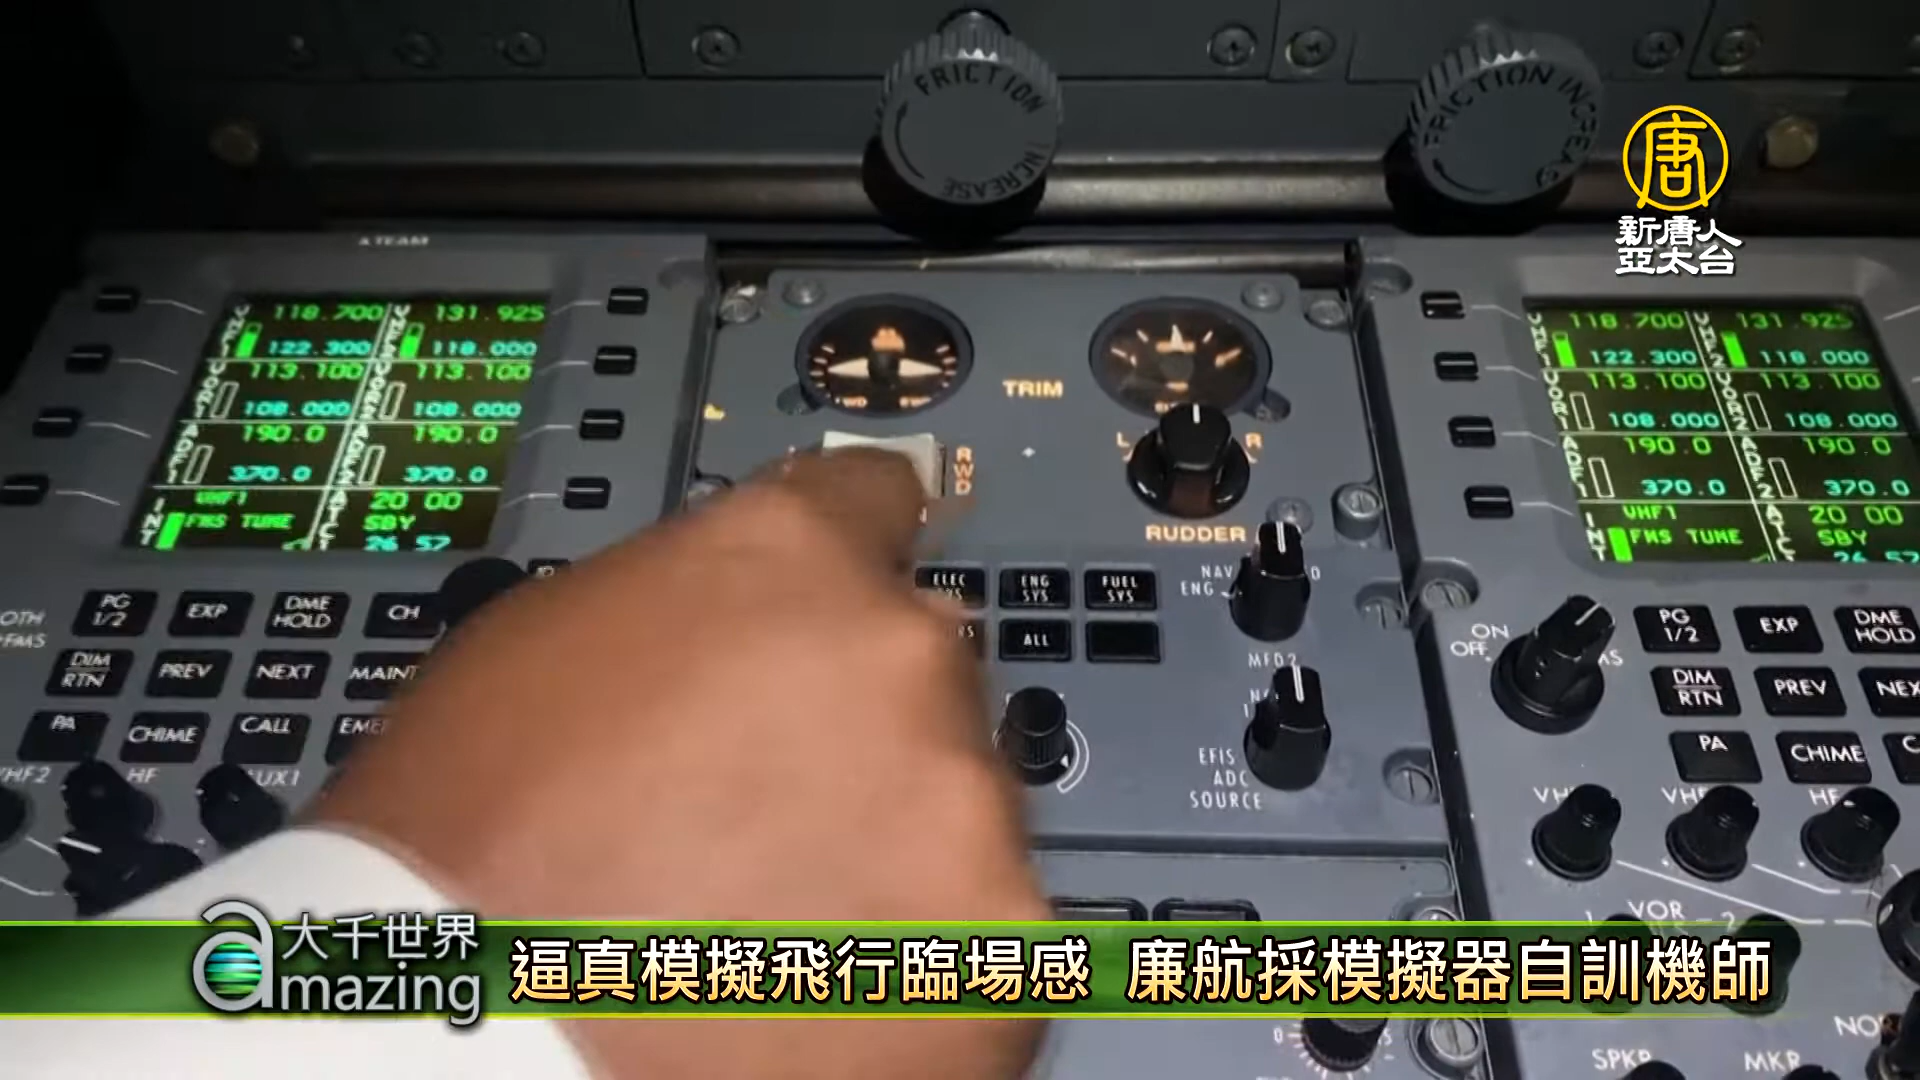 FRICTION INCREASE
FRICTION INCREASE
唐
新唐人
亞太台
A TEAM
118.700 131.925
122.300 118.000
113.100 113.100
108.000 108.000
190.0 190.0
370.0 370.0
VHF1 20 00
FMS TUNE SBY
26 57
TRIM
RWD
L R
RUDDER
118.700 131.925
122.300 118.000
113.100 113.100
108.000 108.000
190.0 190.0
370.0 370.0
VHF1 20 00
FMS TUNE SBY
PG 1/2
EXP
DME HOLD
CH
DIM RTN
PREV
NEXT
MAINT
PA
CHIME
CALL
VHF2
HF
AUX1
ELEC SYS
ENG SYS
FUEL SYS
ALL
NAV
ENG
MFD2
EFIS
ADC
SOURCE
ON
OFF
PG 1/2
EXP
DME HOLD
DIM RTN
PREV
PA
CHIME
HF
VOR
2
SPKR
MKR
大千世界
amazing
逼真模擬飛行臨場感 廉航採模擬器自訓機師